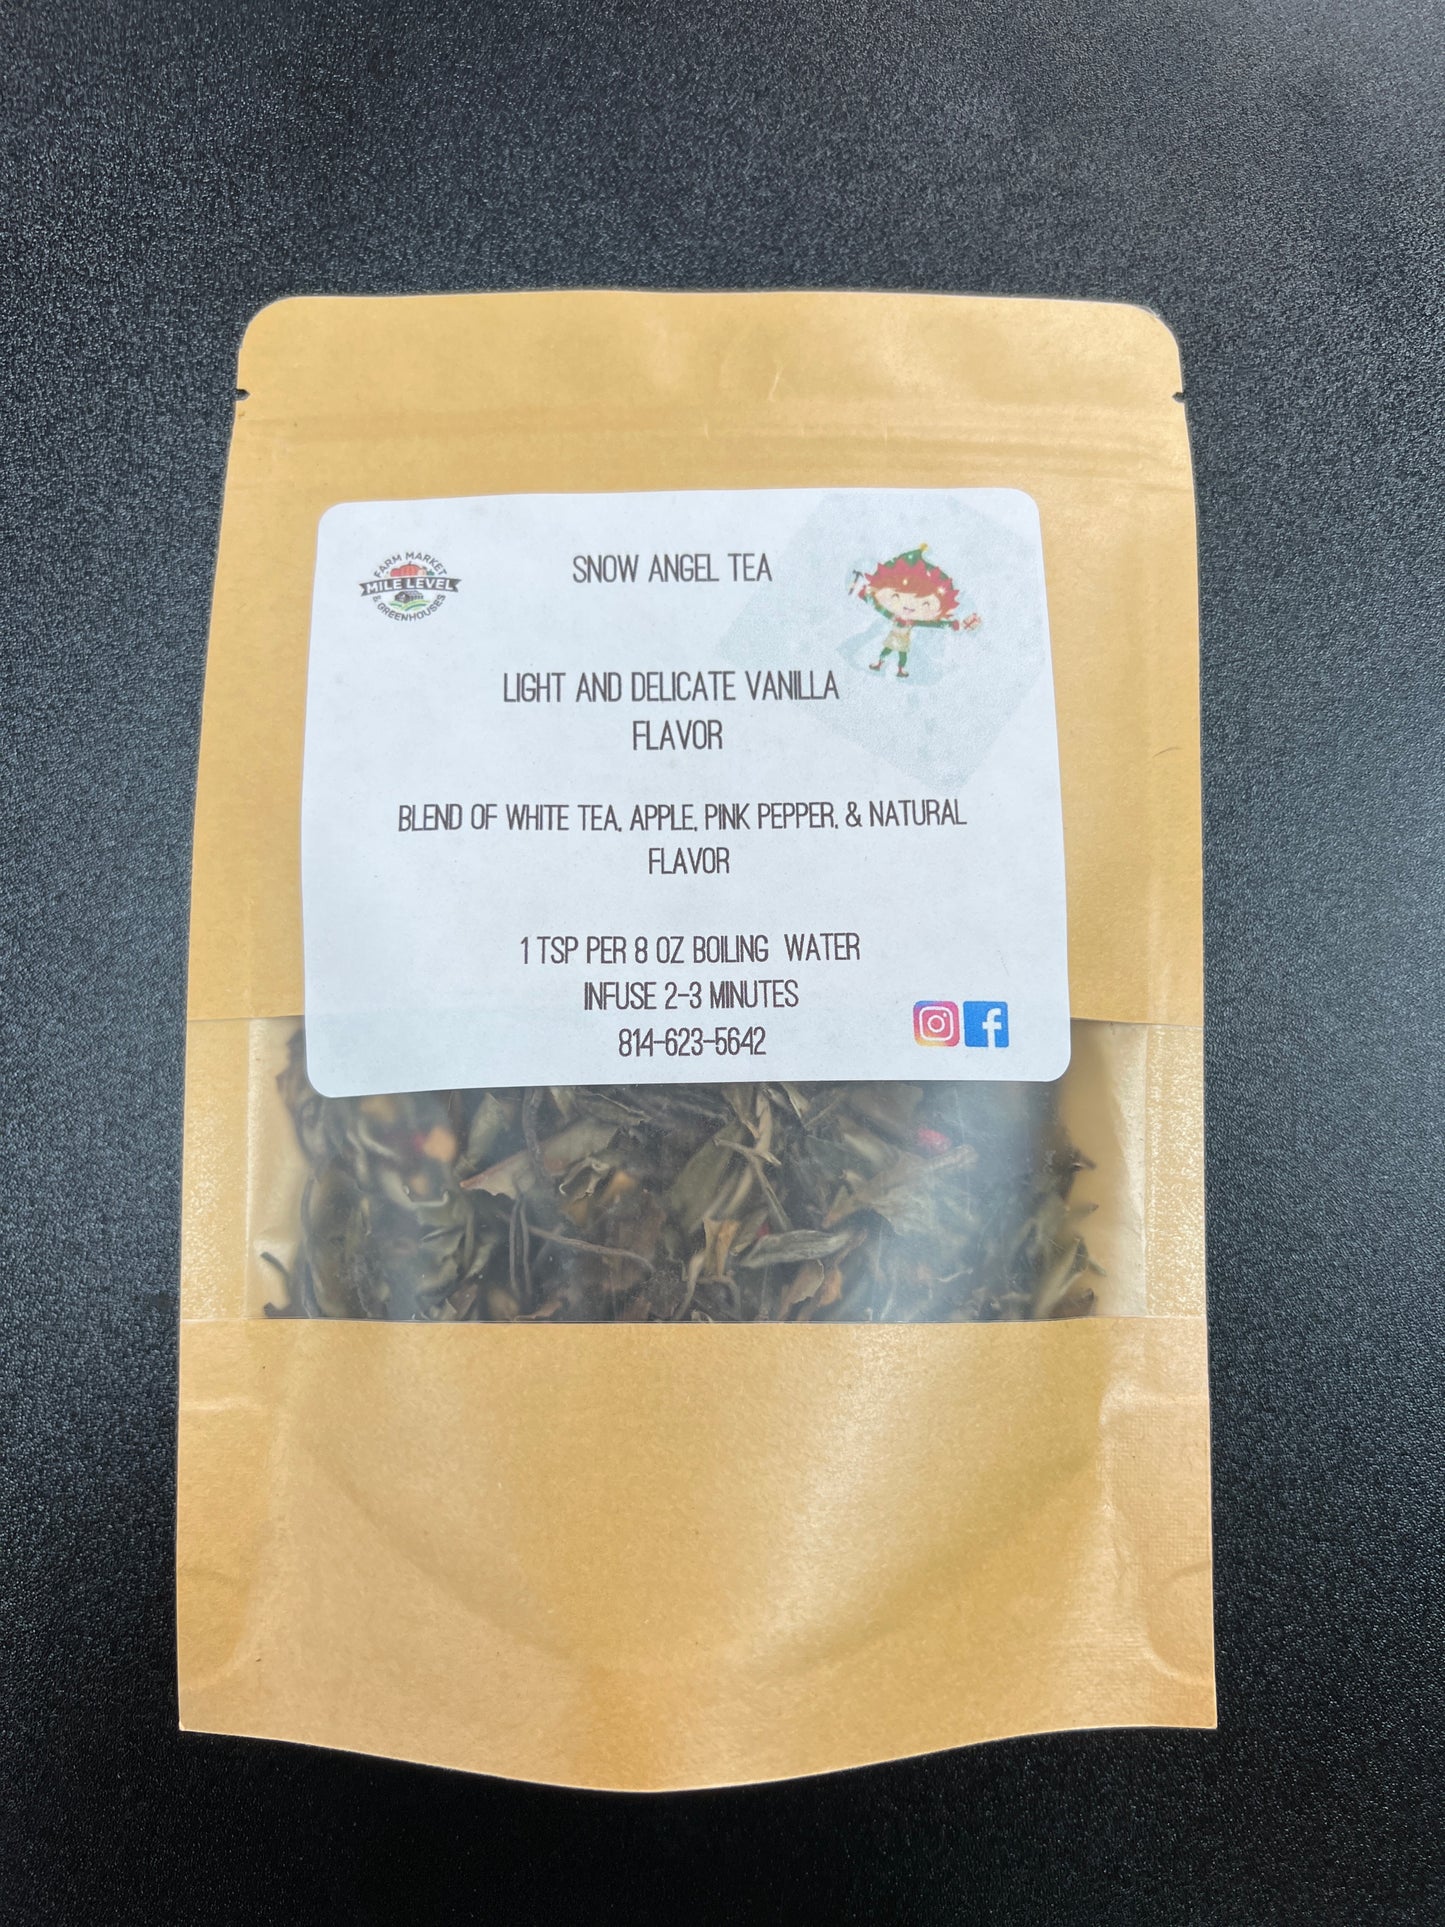 FARM MARKET
MILE LEVEL
& GREENHOUSES
SNOW ANGEL TEA
LIGHT AND DELICATE VANILLA
FLAVOR
BLEND OF WHITE TEA, APPLE, PINK PEPPER, & NATURAL
FLAVOR
1 TSP PER 8 OZ BOILING WATER
INFUSE 2-3 MINUTES
814-623-5642